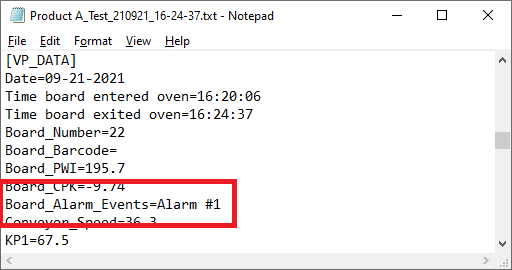 Product A_Test_210921_16-24-37.txt - Notepad
File Edit Format View Help
[VP_DATA]
Date=09-21-2021
Time board entered oven=16:20:06
Time board exited oven=16:24:37
Board_Number=22
Board_Barcode=
Board_PWI=195.7
Board_CPK=-9.74
Board_Alarm_Events=Alarm #1
Conveyor_Speed=36.3
KP1=67.5